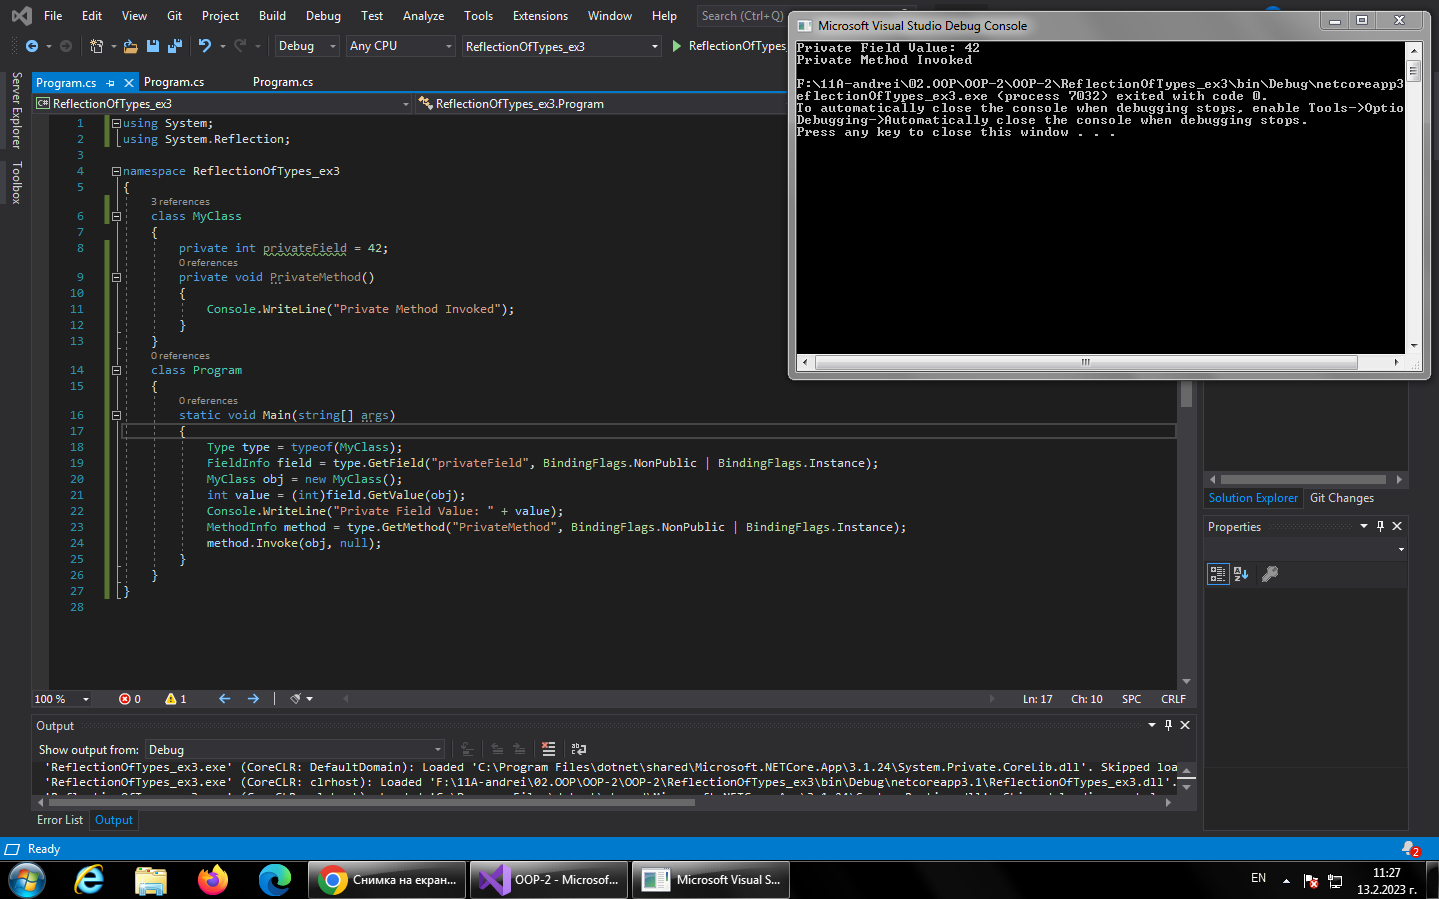 File Edit View Git Project Build Debug Test Analyze Tools Extensions Window Help Search (Ctrl+Q)
Debug Any CPU ReflectionOfTypes_ex3 ReflectionOfTypes_
Server Explorer
Toolbox
Program.cs Program.cs Program.cs
C# ReflectionOfTypes_ex3 ReflectionOfTypes_ex3.Program
1 using System;
2 using System.Reflection;
3
4 namespace ReflectionOfTypes_ex3
5 {
3 references
6 class MyClass
7 {
8 private int privateField = 42;
0 references
9 private void PrivateMethod()
10 {
11 Console.WriteLine("Private Method Invoked");
12 }
13 }
0 references
14 class Program
15 {
0 references
16 static void Main(string[] args)
17 {
18 Type type = typeof(MyClass);
19 FieldInfo field = type.GetField("privateField", BindingFlags.NonPublic | BindingFlags.Instance);
20 MyClass obj = new MyClass();
21 int value = (int)field.GetValue(obj);
22 Console.WriteLine("Private Field Value: " + value);
23 MethodInfo method = type.GetMethod("PrivateMethod", BindingFlags.NonPublic | BindingFlags.Instance);
24 method.Invoke(obj, null);
25 }
26 }
27 }
28
100 % 0 1 Ln: 17 Ch: 10 SPC CRLF
Microsoft Visual Studio Debug Console
Private Field Value: 42
Private Method Invoked
F:\11A-andrei\02.OOP\OOP-2\OOP-2\ReflectionOfTypes_ex3\bin\Debug\netcoreapp3
eflectionOfTypes_ex3.exe (process 7032) exited with code 0.
To automatically close the console when debugging stops, enable Tools->Optio
Debugging->Automatically close the console when debugging stops.
Press any key to close this window . . .
Solution Explorer Git Changes
Properties
Output
Show output from: Debug
'ReflectionOfTypes_ex3.exe' (CoreCLR: DefaultDomain): Loaded 'C:\Program Files\dotnet\shared\Microsoft.NETCore.App\3.1.24\System.Private.CoreLib.dll'. Skipped loa
'ReflectionOfTypes_ex3.exe' (CoreCLR: clrhost): Loaded 'F:\11A-andrei\02.OOP\OOP-2\ReflectionOfTypes_ex3\bin\Debug\netcoreapp3.1\ReflectionOfTypes_ex3.dll'.
Error List Output
Ready 2
Снимка на екран... OOP-2 - Microsof... Microsoft Visual S... EN 11:27
13.2.2023 г.